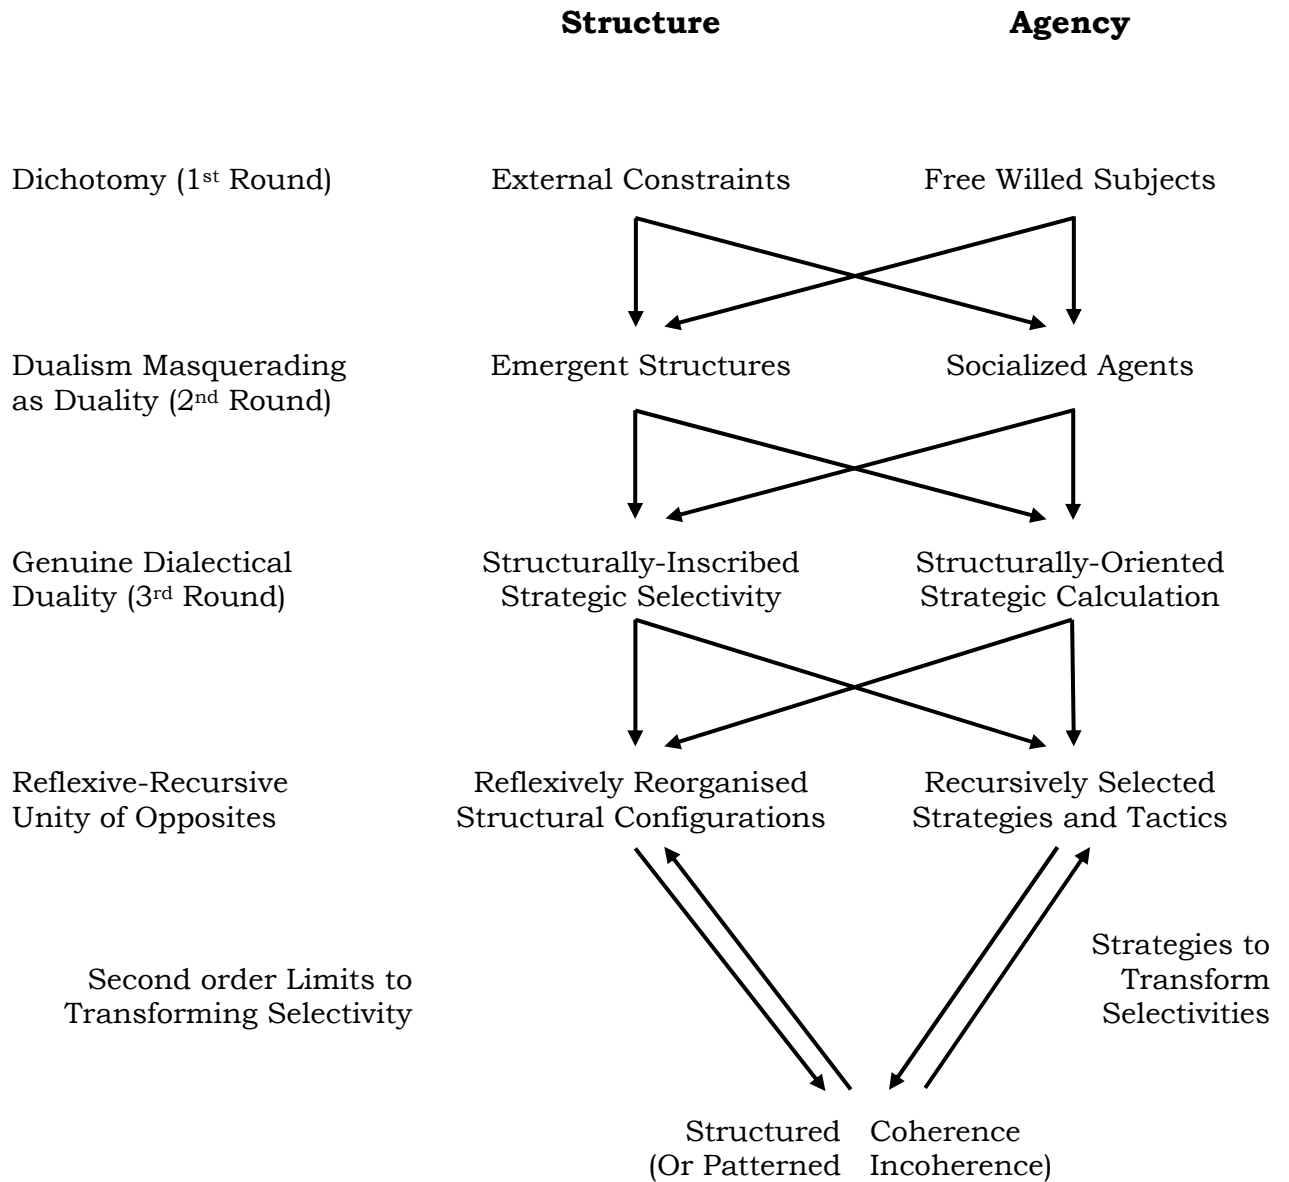 Structure Agency
Dichotomy (1st Round) External Constraints Free Willed Subjects
Dualism Masquerading Emergent Structures Socialized Agents
as Duality (2nd Round)
Genuine Dialectical Structurally-Inscribed Structurally-Oriented
Duality (3rd Round) Strategic Selectivity Strategic Calculation
Reflexive-Recursive Reflexively Reorganised Recursively Selected
Unity of Opposites Structural Configurations Strategies and Tactics
Strategies to
Second order Limits to Transform
Transforming Selectivity Selectivities
Structured Coherence
(Or Patterned Incoherence)